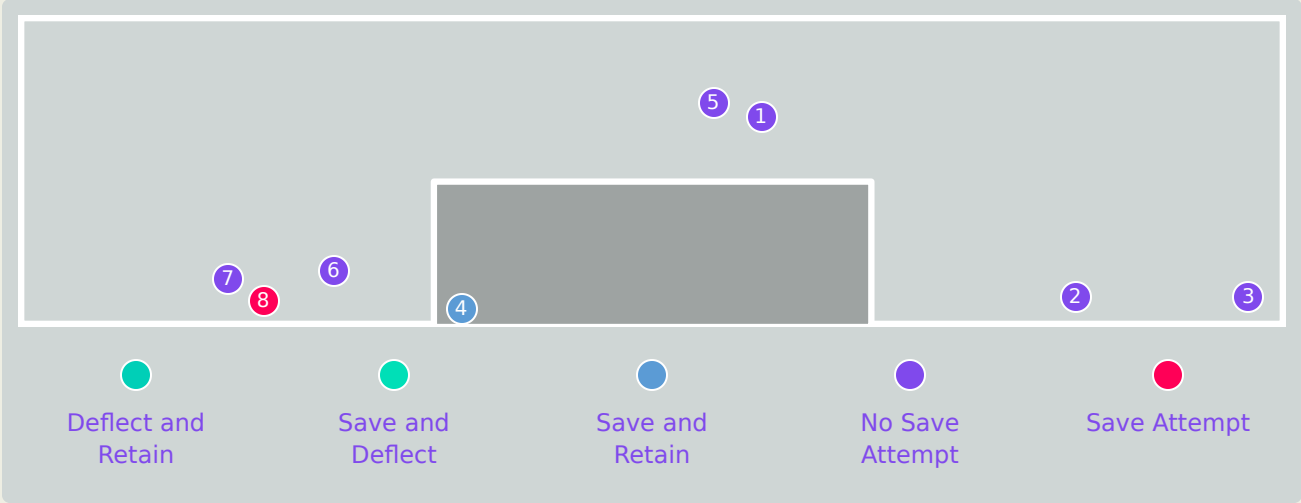 5
1
7
6
8
4
2
3
Deflect and
Retain
Save and
Deflect
Save and
Retain
No Save
Attempt
Save Attempt